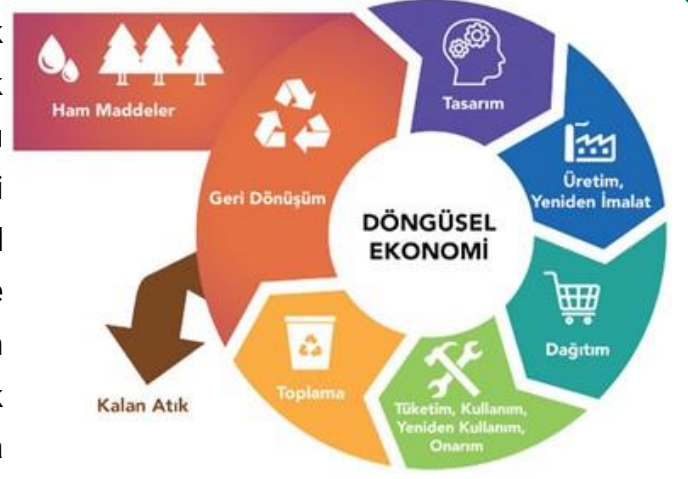 Ham Maddeler
Geri Dönüşüm
Tasarım
Üretim,
Yeniden İmalat
Dağıtım
Tüketim, Kullanım,
Yeniden Kullanım,
Onarım
Toplama
Kalan Atık
DÖNGÜSEL
EKONOMİ